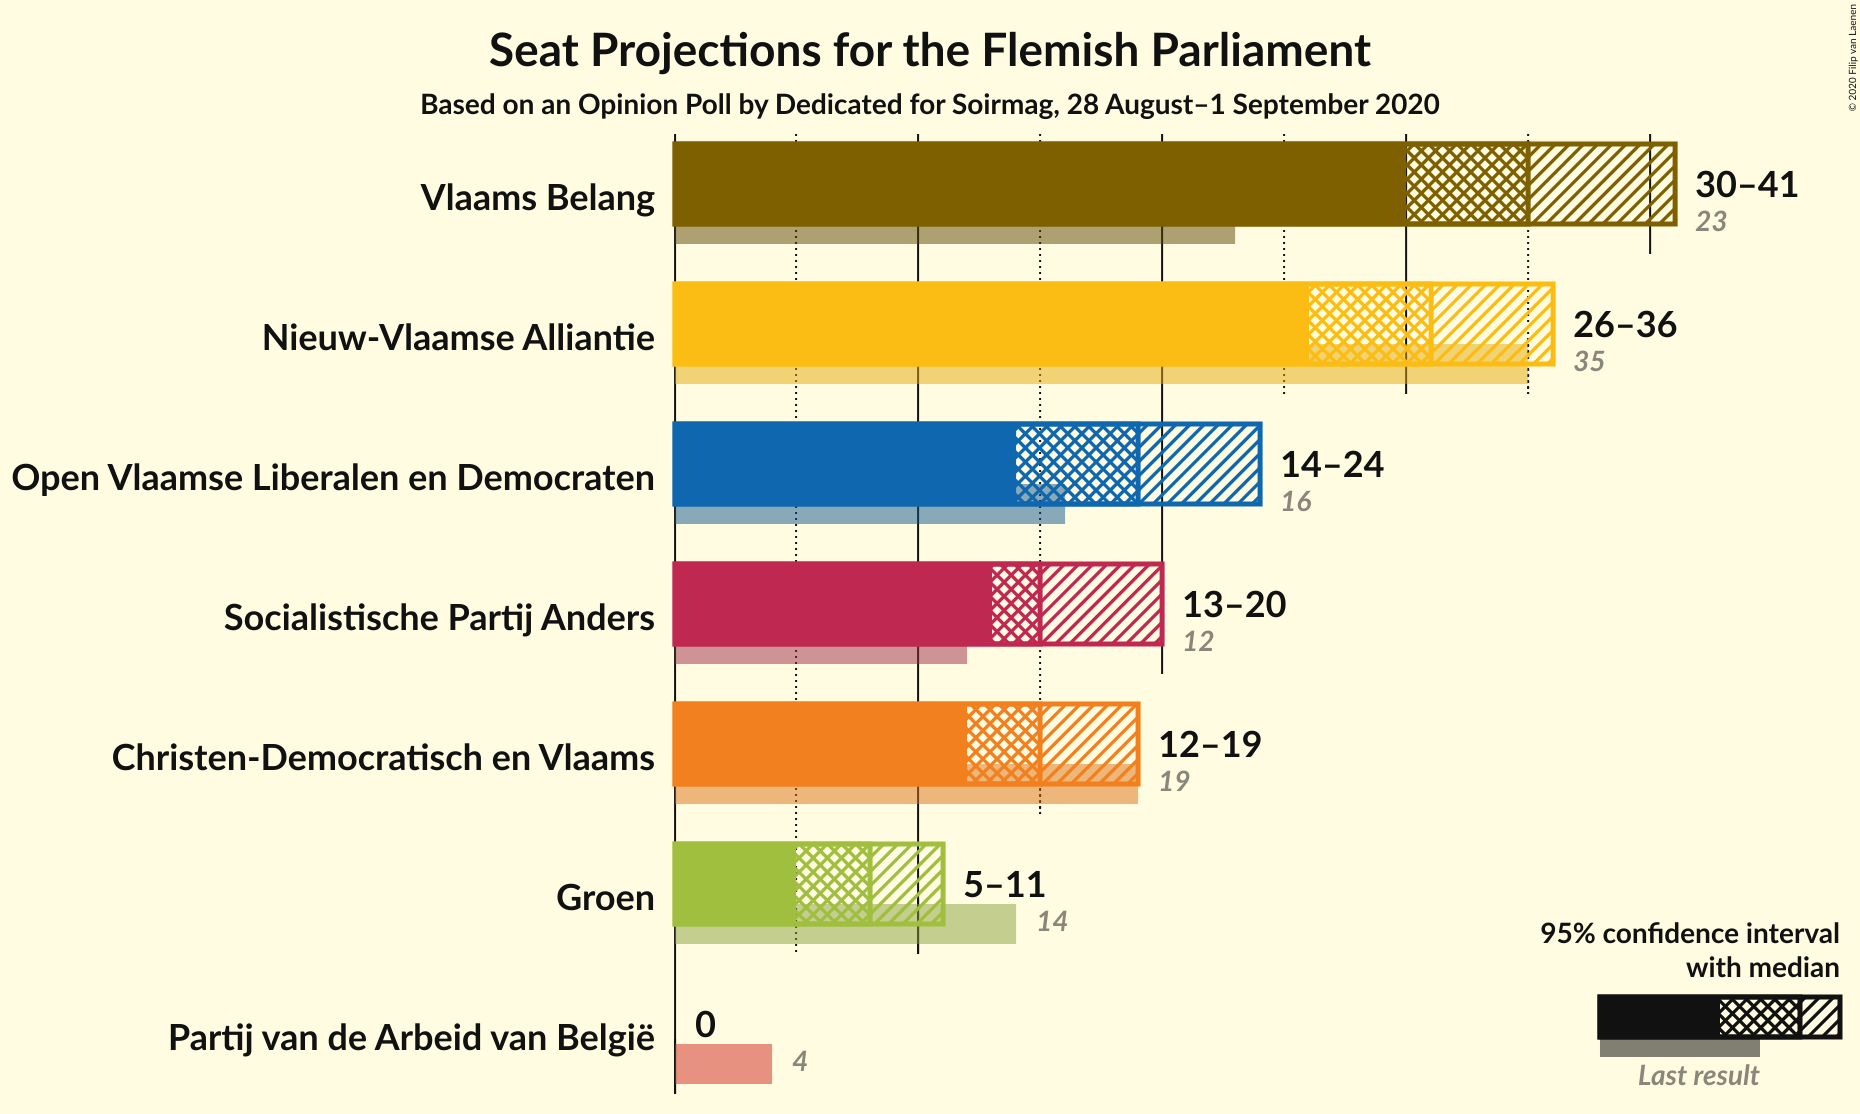 Seat Projections for the Flemish Parliament
Based on an Opinion Poll by Dedicated for Soirmag, 28 August–1 September 2020
© 2020 Filip van Laenen
Vlaams Belang
30–41
23
Nieuw-Vlaamse Alliantie
26–36
35
Open Vlaamse Liberalen en Democraten
14–24
16
Socialistische Partij Anders
13–20
12
Christen-Democratisch en Vlaams
12–19
19
Groen
5–11
14
Partij van de Arbeid van België
0
4
95% confidence interval
with median
Last result